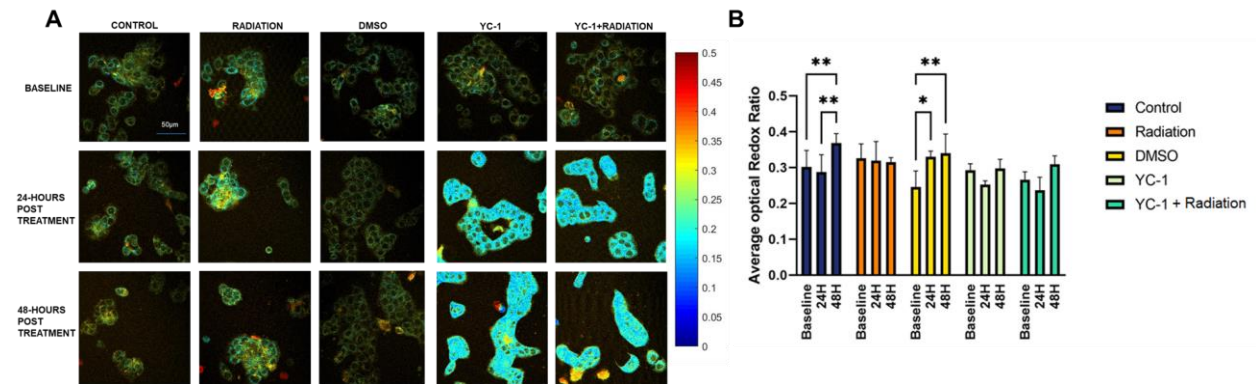 A
CONTROL
RADIATION
DMSO
YC-1
YC-1+RADIATION
BASELINE
50μm
24-HOURS
POST
TREATMENT
48-HOURS
POST
TREATMENT
0.5
0.45
0.4
0.35
0.3
0.25
0.2
0.15
0.1
0.05
0
B
Average optical Redox Ratio
0.5
0.4
0.3
0.2
0.1
0.0
**
**
**
*
Baseline
24H
48H
Baseline
24H
48H
Baseline
24H
48H
Baseline
24H
48H
Baseline
24H
48H
Control
Radiation
DMSO
YC-1
YC-1 + Radiation